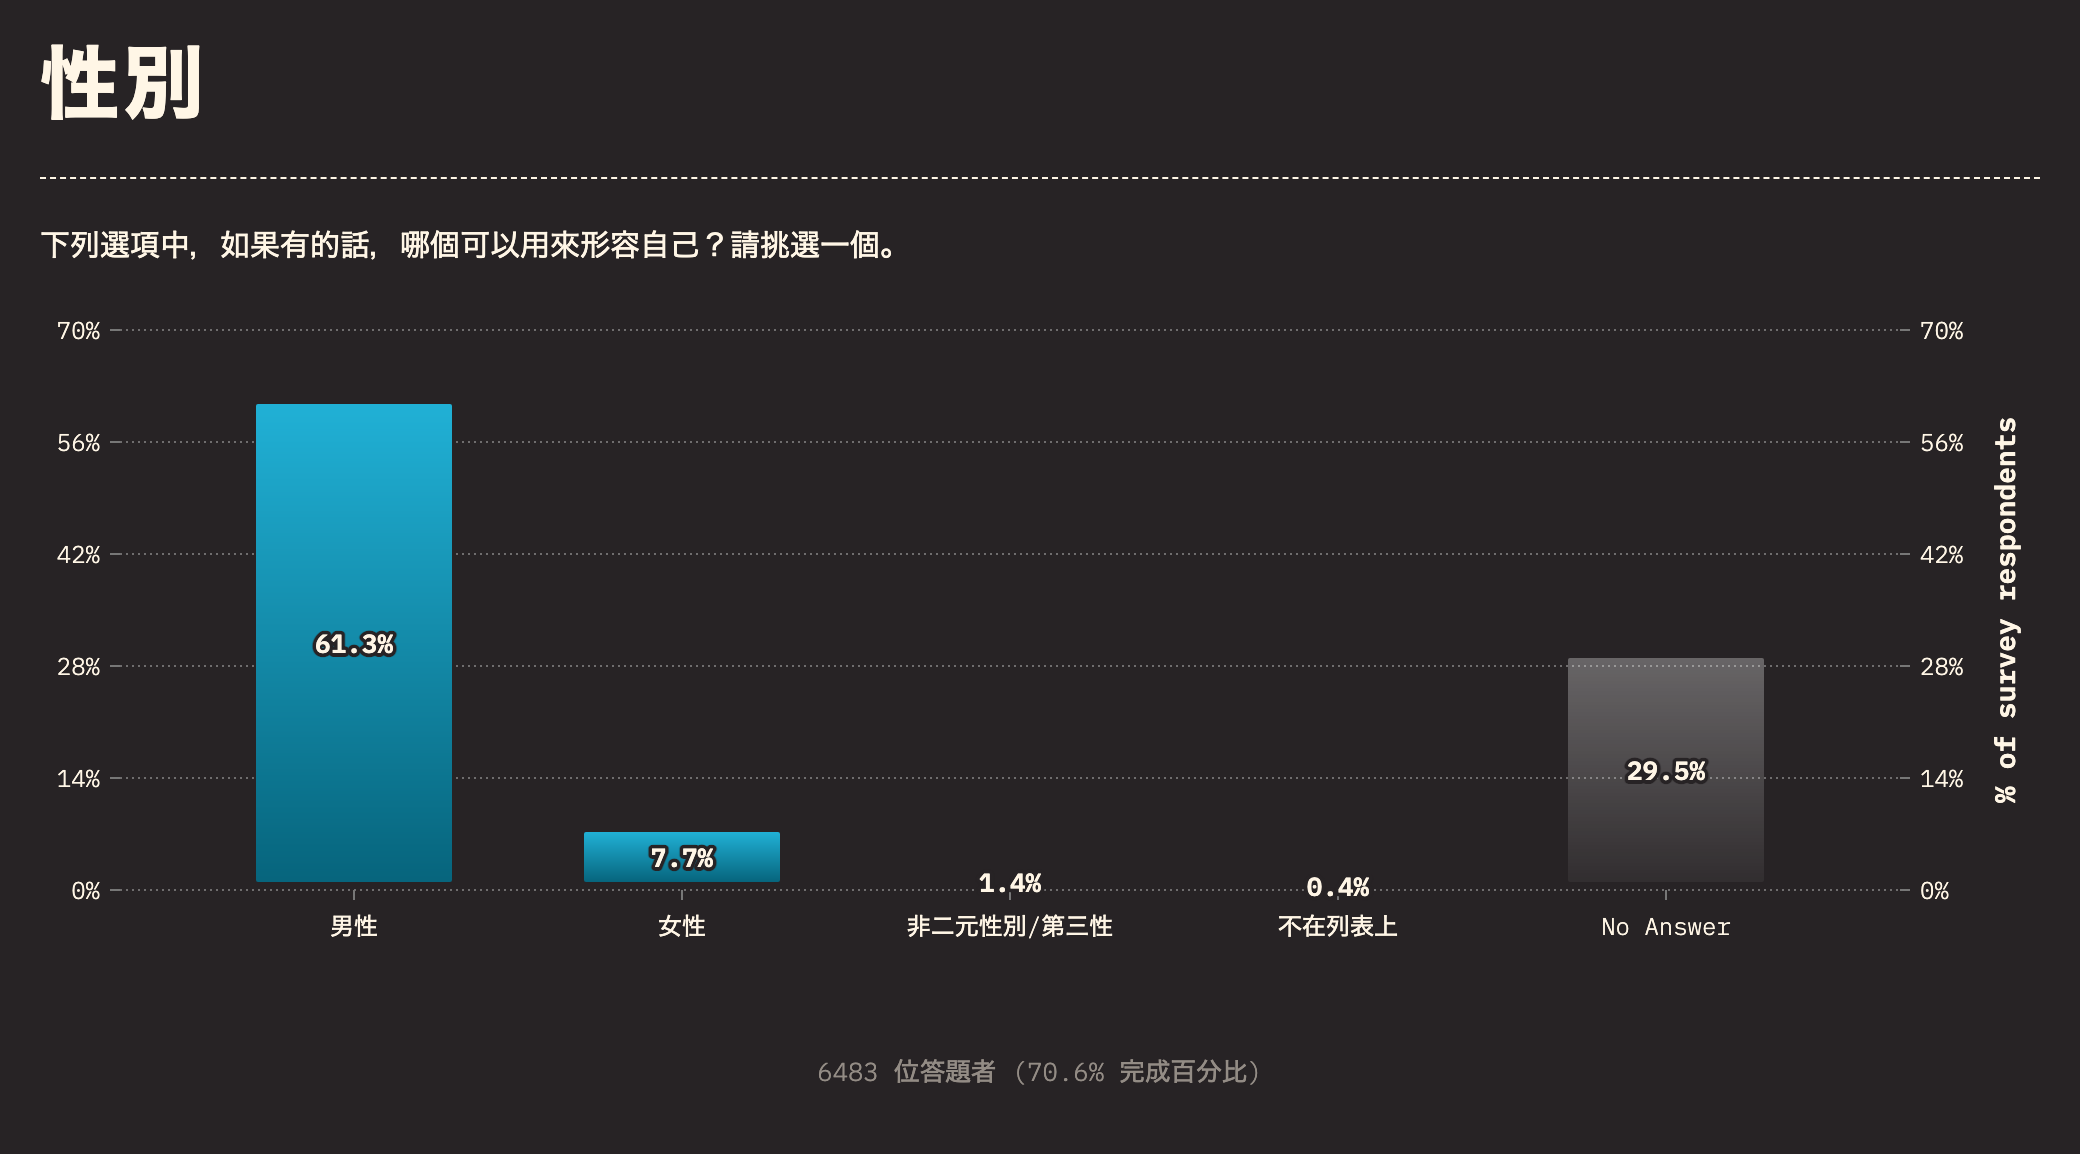 性別
下列選項中，如果有的話，哪個可以用來形容自己？請挑選一個。
70%
56%
42%
28%
14%
0%
61.3%
7.7%
1.4%
0.4%
29.5%
男性
女性
非二元性別/第三性
不在列表上
No Answer
70%
56%
42%
28%
14%
0%
% of survey respondents
6483 位答題者 (70.6% 完成百分比)